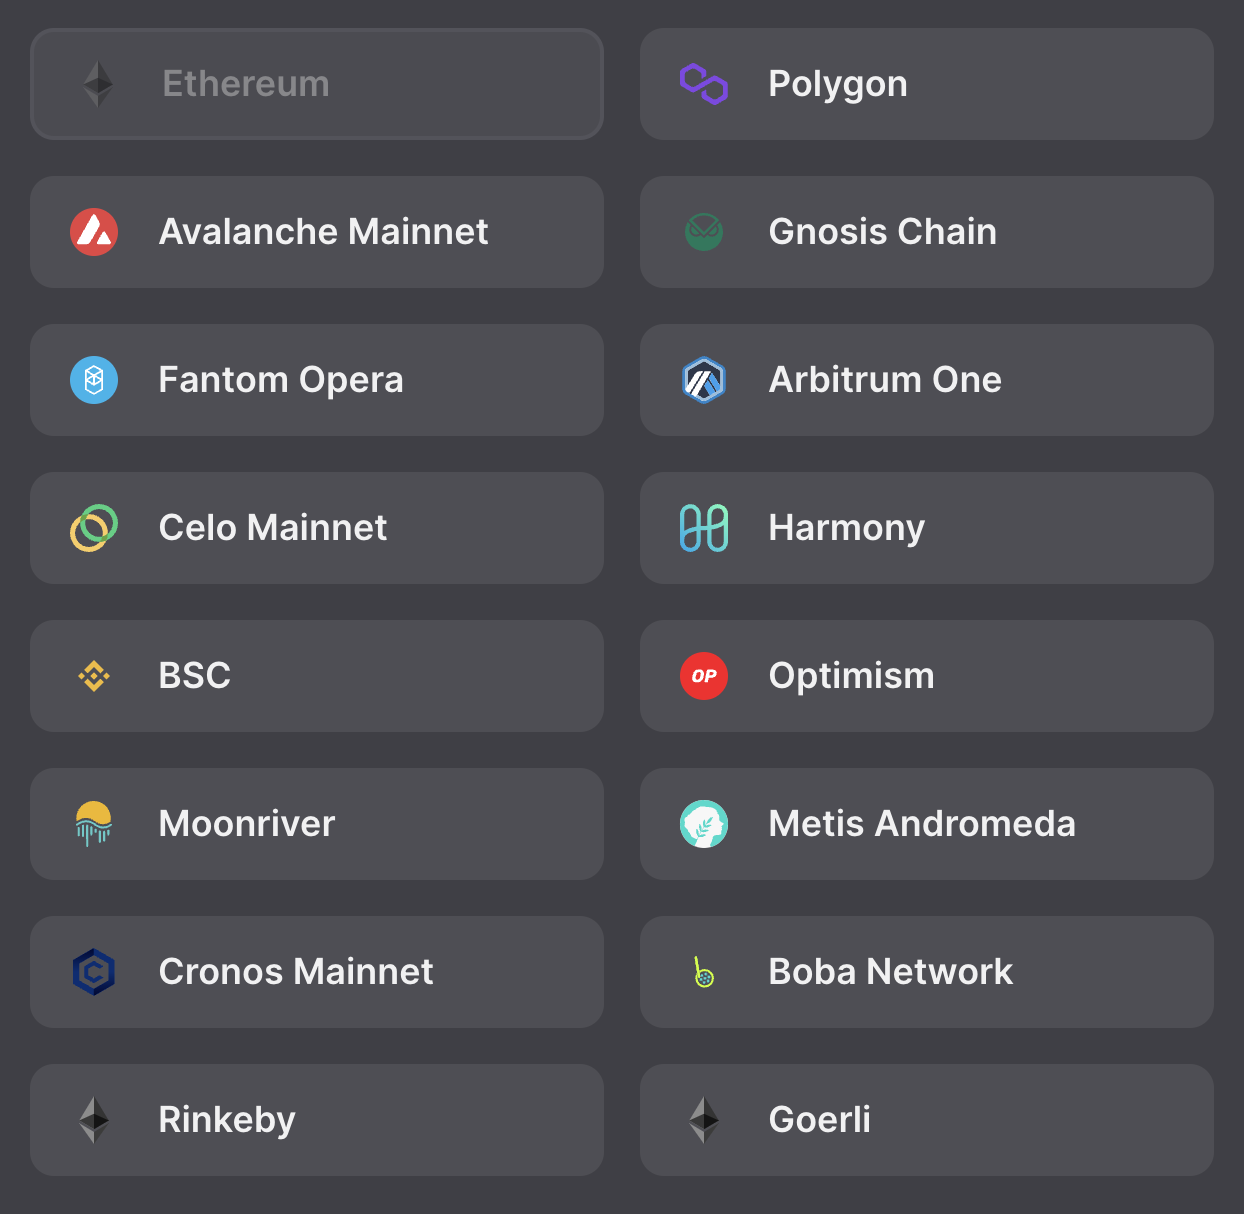 Ethereum
Polygon
Avalanche Mainnet
Gnosis Chain
Fantom Opera
Arbitrum One
Celo Mainnet
Harmony
BSC
OP
Optimism
Moonriver
Metis Andromeda
Cronos Mainnet
Boba Network
Rinkeby
Goerli